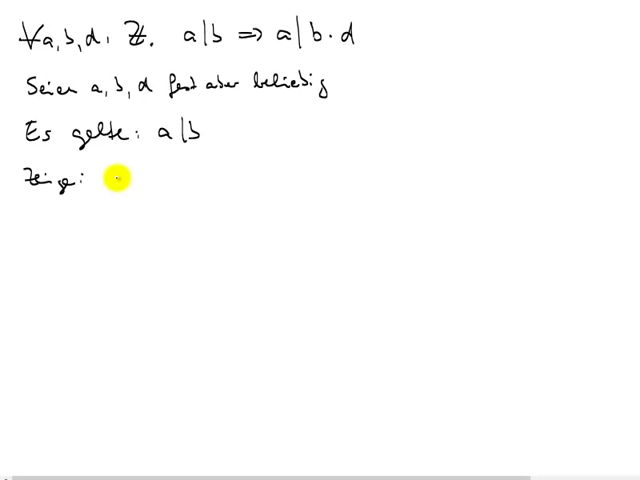 ∀a, b, d: ℤ. a|b ⇒ a|b·d
Seien a, b, d fest aber beliebig
Es gelte: a|b
Zeige: